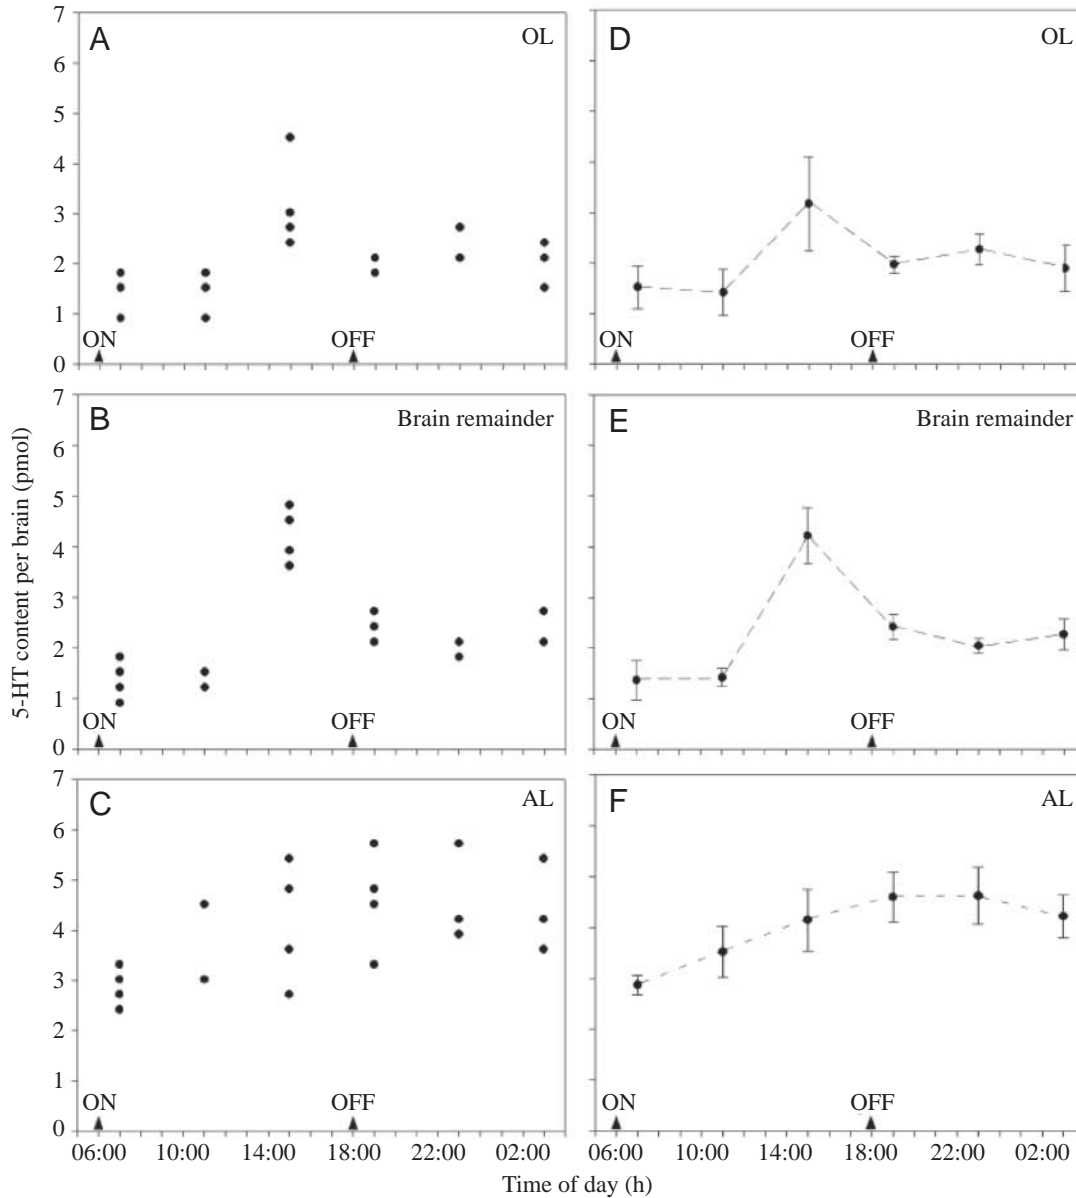 A OL
7
6
5
4
3
2
1
0
ON OFF
D OL
ON OFF
B Brain remainder
7
6
5
4
3
2
1
0
ON OFF
E Brain remainder
ON OFF
5-HT content per brain (pmol)
C AL
7
6
5
4
3
2
1
0
ON OFF
06:00 10:00 14:00 18:00 22:00 02:00
F AL
ON OFF
06:00 10:00 14:00 18:00 22:00 02:00
Time of day (h)